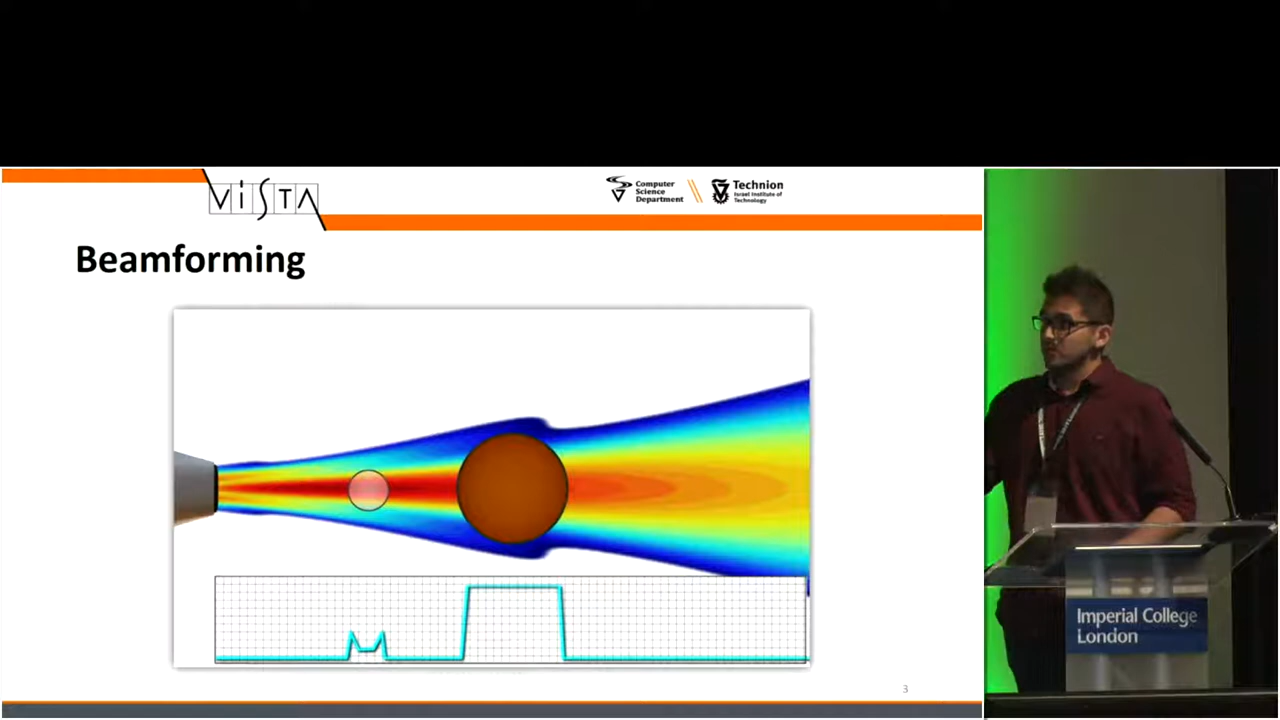 ViSTA
Computer
Science
Department
Technion
Israel Institute of
Technology
Beamforming
3
Imperial College
London